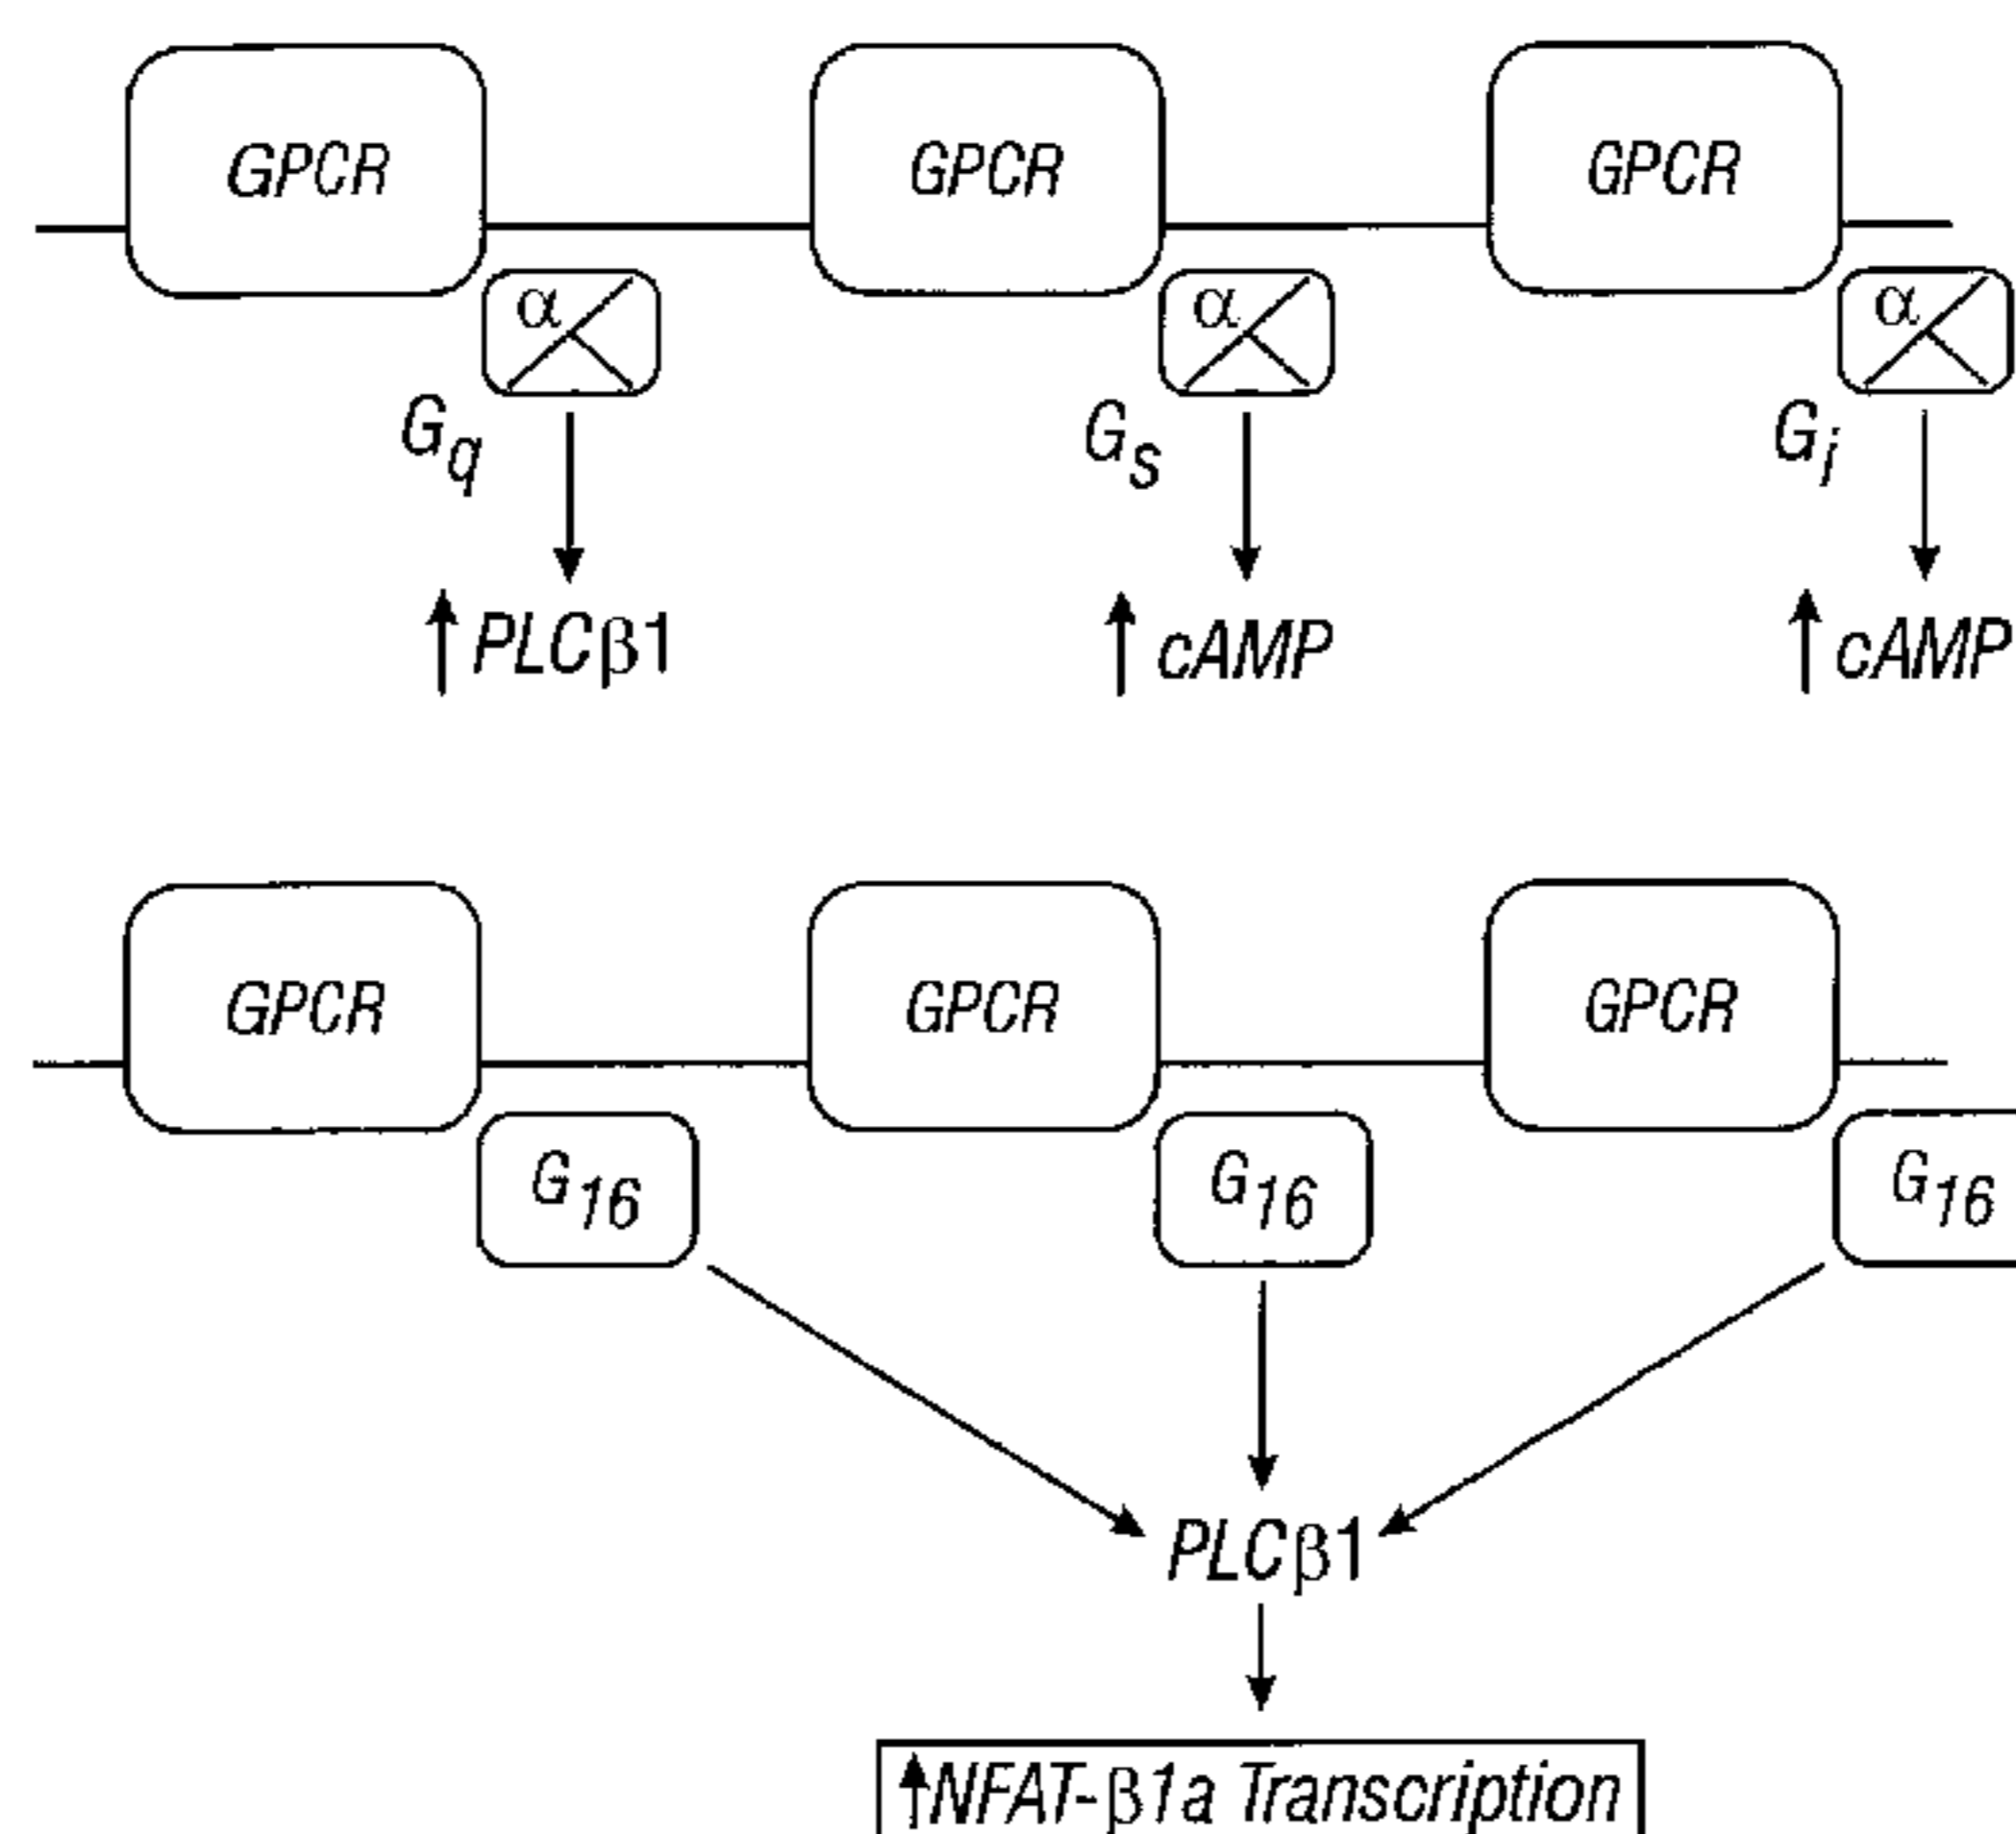 GPCR GPCR GPCR
α α α
Gq Gs Gi
↑ PLCβ1 ↑ cAMP ↑ cAMP
GPCR GPCR GPCR
G16 G16 G16
PLCβ1
↑NFAT-β1a Transcription